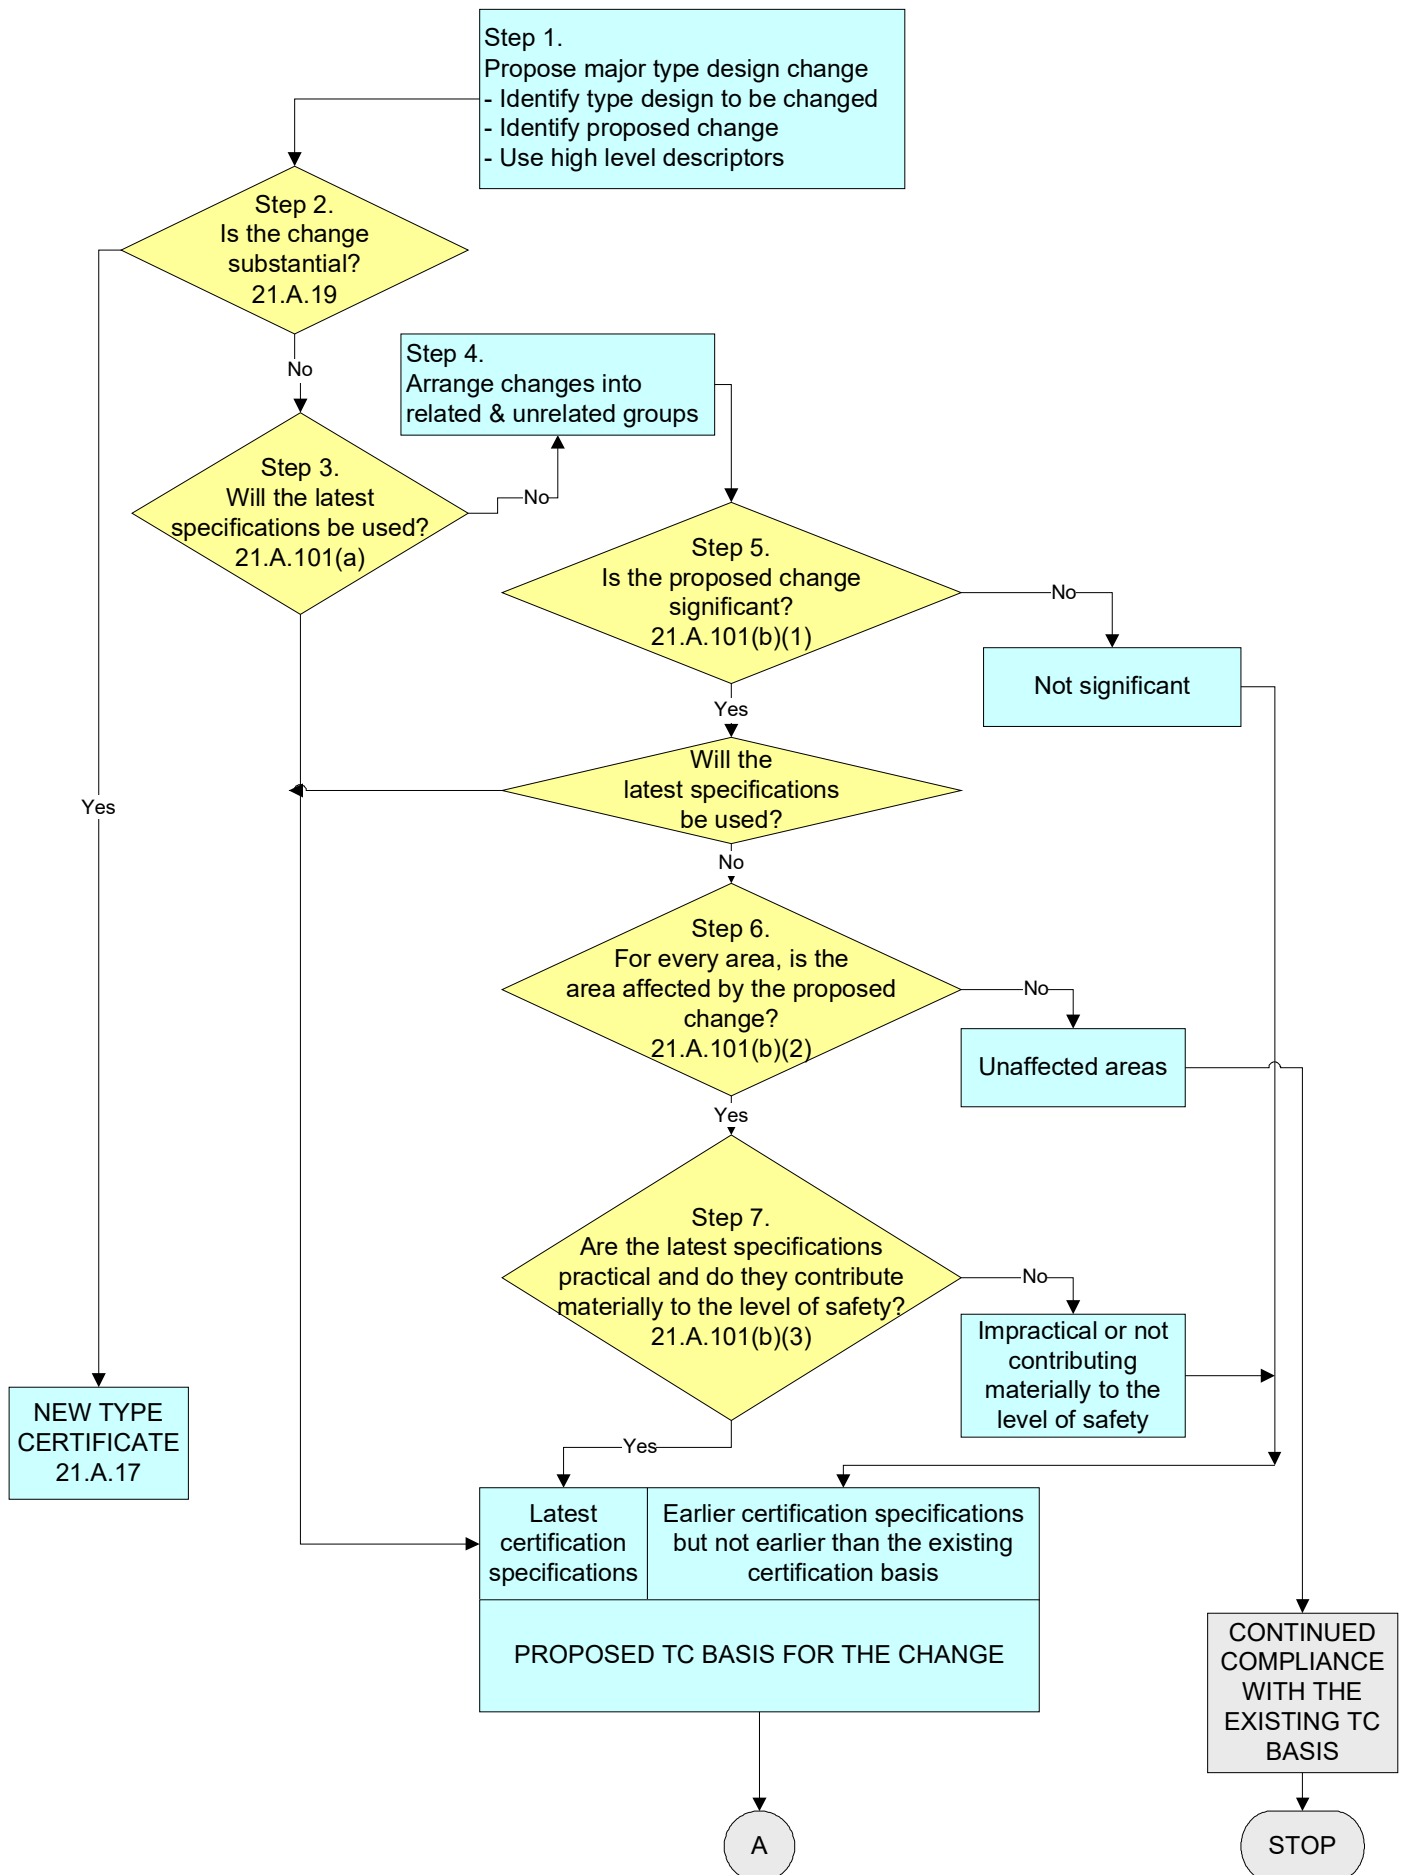 Step 1.
Propose major type design change
- Identify type design to be changed
- Identify proposed change
- Use high level descriptors
Step 2.
Is the change
substantial?
21.A.19
No
Step 4.
Arrange changes into
related & unrelated groups
Step 3.
Will the latest
specifications be used?
21.A.101(a)
No
Step 5.
Is the proposed change
significant?
21.A.101(b)(1)
No
Not significant
Yes
Will the
latest specifications
be used?
Yes
No
Step 6.
For every area, is the
area affected by the proposed
change?
21.A.101(b)(2)
No
Unaffected areas
Yes
Step 7.
Are the latest specifications
practical and do they contribute
materially to the level of safety?
21.A.101(b)(3)
No
Impractical or not
contributing
materially to the
level of safety
NEW TYPE
CERTIFICATE
21.A.17
Yes
Latest
certification
specifications
Earlier certification specifications
but not earlier than the existing
certification basis
PROPOSED TC BASIS FOR THE CHANGE
CONTINUED
COMPLIANCE
WITH THE
EXISTING TC
BASIS
A
STOP